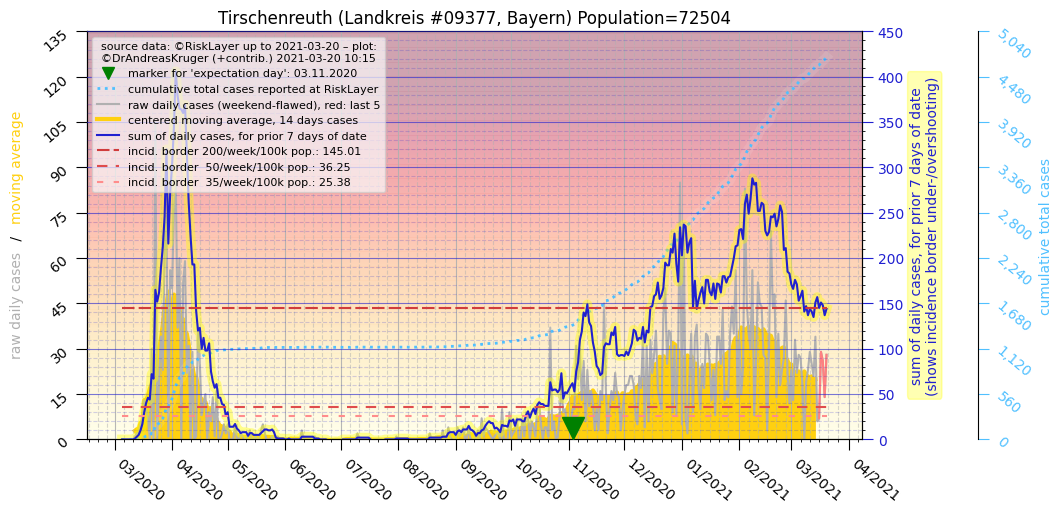 Tirschenreuth (Landkreis #09377, Bayern) Population=72504
source data: ©RiskLayer up to 2021-03-20 – plot:
©DrAndreasKruger (+contrib.) 2021-03-20 10:15
marker for 'expectation day': 03.11.2020
cumulative total cases reported at RiskLayer
raw daily cases (weekend-flawed), red: last 5
centered moving average, 14 days cases
sum of daily cases, for prior 7 days of date
incid. border 200/week/100k pop.: 145.01
incid. border  50/week/100k pop.: 36.25
incid. border  35/week/100k pop.: 25.38
raw daily cases / moving average
135
120
105
90
75
60
45
30
15
0
03/2020
04/2020
05/2020
06/2020
07/2020
08/2020
09/2020
10/2020
11/2020
12/2020
01/2021
02/2021
03/2021
04/2021
450
400
350
300
250
200
150
100
50
0
sum of daily cases, for prior 7 days of date
(shows incidence border under-/overshooting)
5,040
4,480
3,920
3,360
2,800
2,240
1,680
1,120
560
0
cumulative total cases